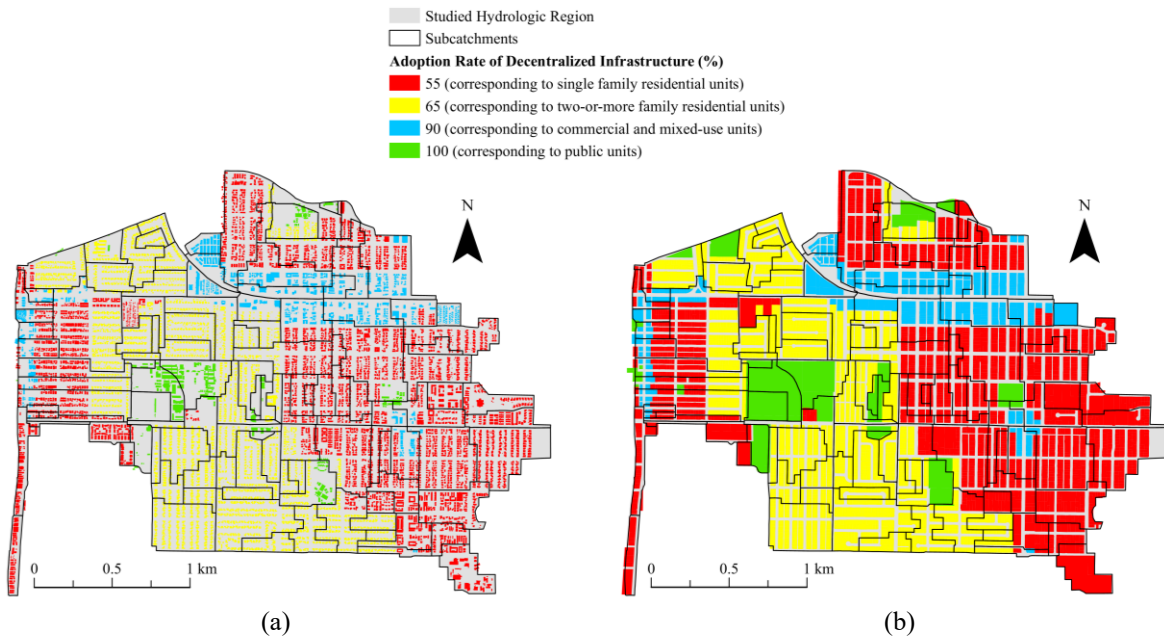 Studied Hydrologic Region
Subcatchments
Adoption Rate of Decentralized Infrastructure (%)
55 (corresponding to single family residential units)
65 (corresponding to two-or-more family residential units)
90 (corresponding to commercial and mixed-use units)
100 (corresponding to public units)
N
N
0 0.5 1 km
0 0.5 1 km
(a)
(b)